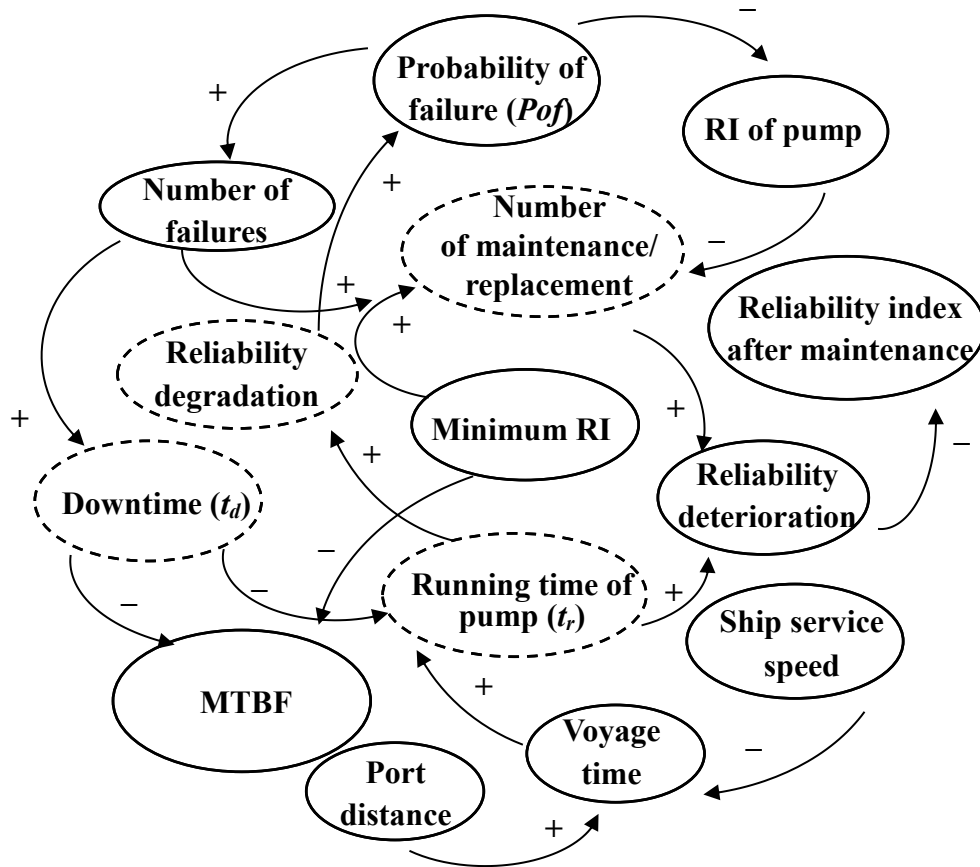 −
Probability of
failure (Pof)
+
RI of pump
+
Number of
failures
Number
of maintenance/
replacement
−
+
+
Reliability index
after maintenance
Reliability
degradation
+
+
Minimum RI
+
−
Reliability
deterioration
Downtime (td)
−
−
−
Running time of
pump (tr)
+
Ship service
speed
MTBF
+
Voyage
time
−
Port
distance
+